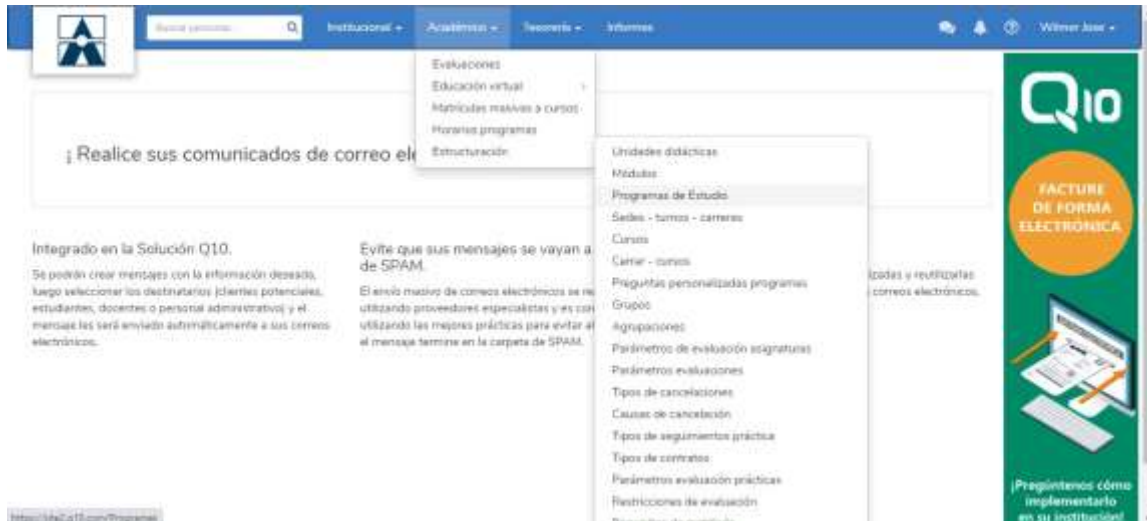 Buscar personas
Institucional
Académico
Tesorería
Informes
Wilmer Jose
Evaluaciones
Educación virtual
Matrículas masivas a cursos
Horarios programas
Estructuración
Unidades didácticas
Módulos
Programas de Estudio
Sedes - turnos - carreras
Cursos
Cerrar - cursos
Preguntas personalizadas programas
Grupos
Agrupaciones
Parámetros de evaluación asignaturas
Parámetros evaluaciones
Tipos de cancelaciones
Causas de cancelación
Tipos de seguimientos práctica
Tipos de contratos
Parámetros evaluación prácticas
Restricciones de evaluación
¡ Realice sus comunicados de correo ele
Integrado en la Solución Q10.
Se podrán crear mensajes con la información deseada,
luego seleccionar los destinatarios (clientes potenciales,
estudiantes, docentes o personal administrativo) y el
mensaje les será enviado automáticamente a sus correos
electrónicos.
Evite que sus mensajes se vayan a
de SPAM.
El envío masivo de correos electrónicos se re
utilizando proveedores especialistas y es con
utilizando las mejores prácticas para evitar
el mensaje termine en la carpeta de SPAM.
izadas y reutilizarlas
correos electrónicos.
Q10
FACTURE
DE FORMA
ELECTRÓNICA
¡Pregúntenos cómo
implementarlo
en su institución!